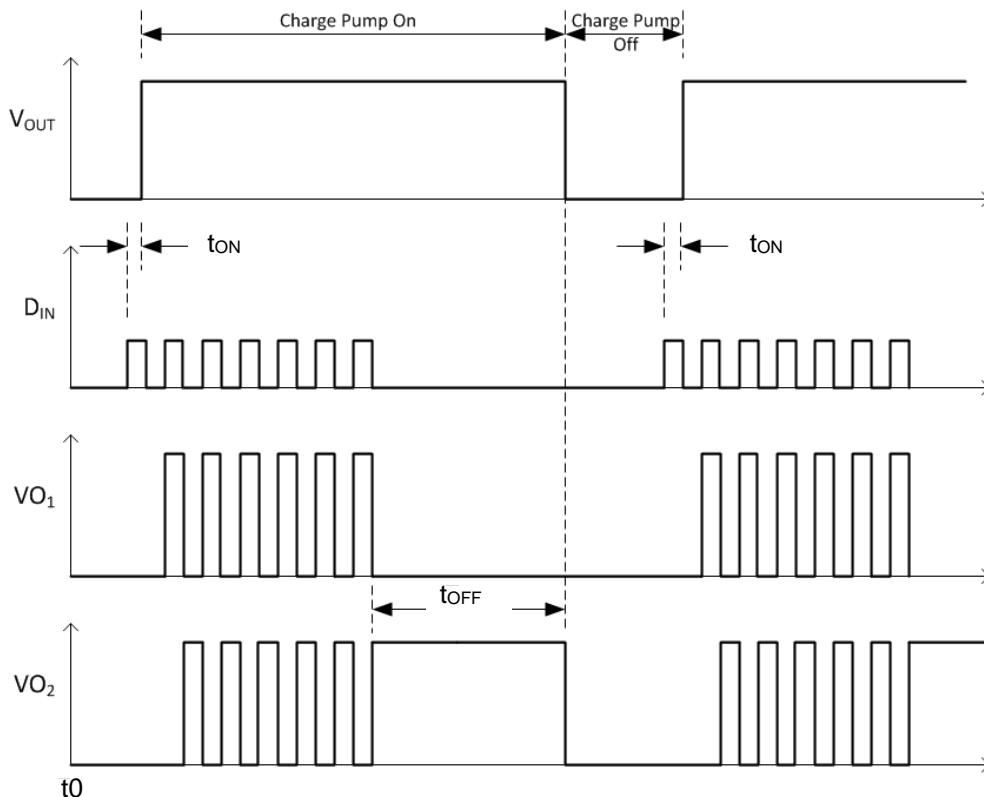 Charge Pump On
Charge Pump
Off
VOUT
tON
tON
DIN
VO1
tOFF
VO2
t0